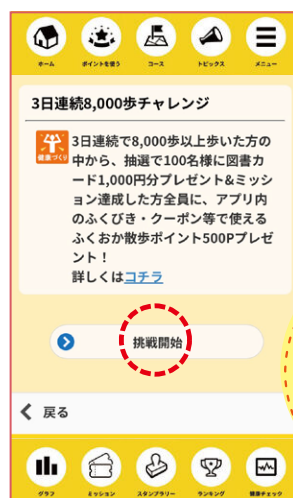 ホーム ポイントを使う コース トピックス メニュー
3日連続8,000歩チャレンジ
健康づくり
3日連続で8,000歩以上歩いた方の
中から、抽選で100名様に図書カ
ード1,000円分プレゼント&ミッシ
ョン達成した方全員に、アプリ内
のふくびき・クーポン等で使える
ふくおか散歩ポイント500Pプレゼ
ント！
詳しくはコチラ
挑戦開始
戻る
グラフ ミッション スタンプラリー ランキング 健康チェック